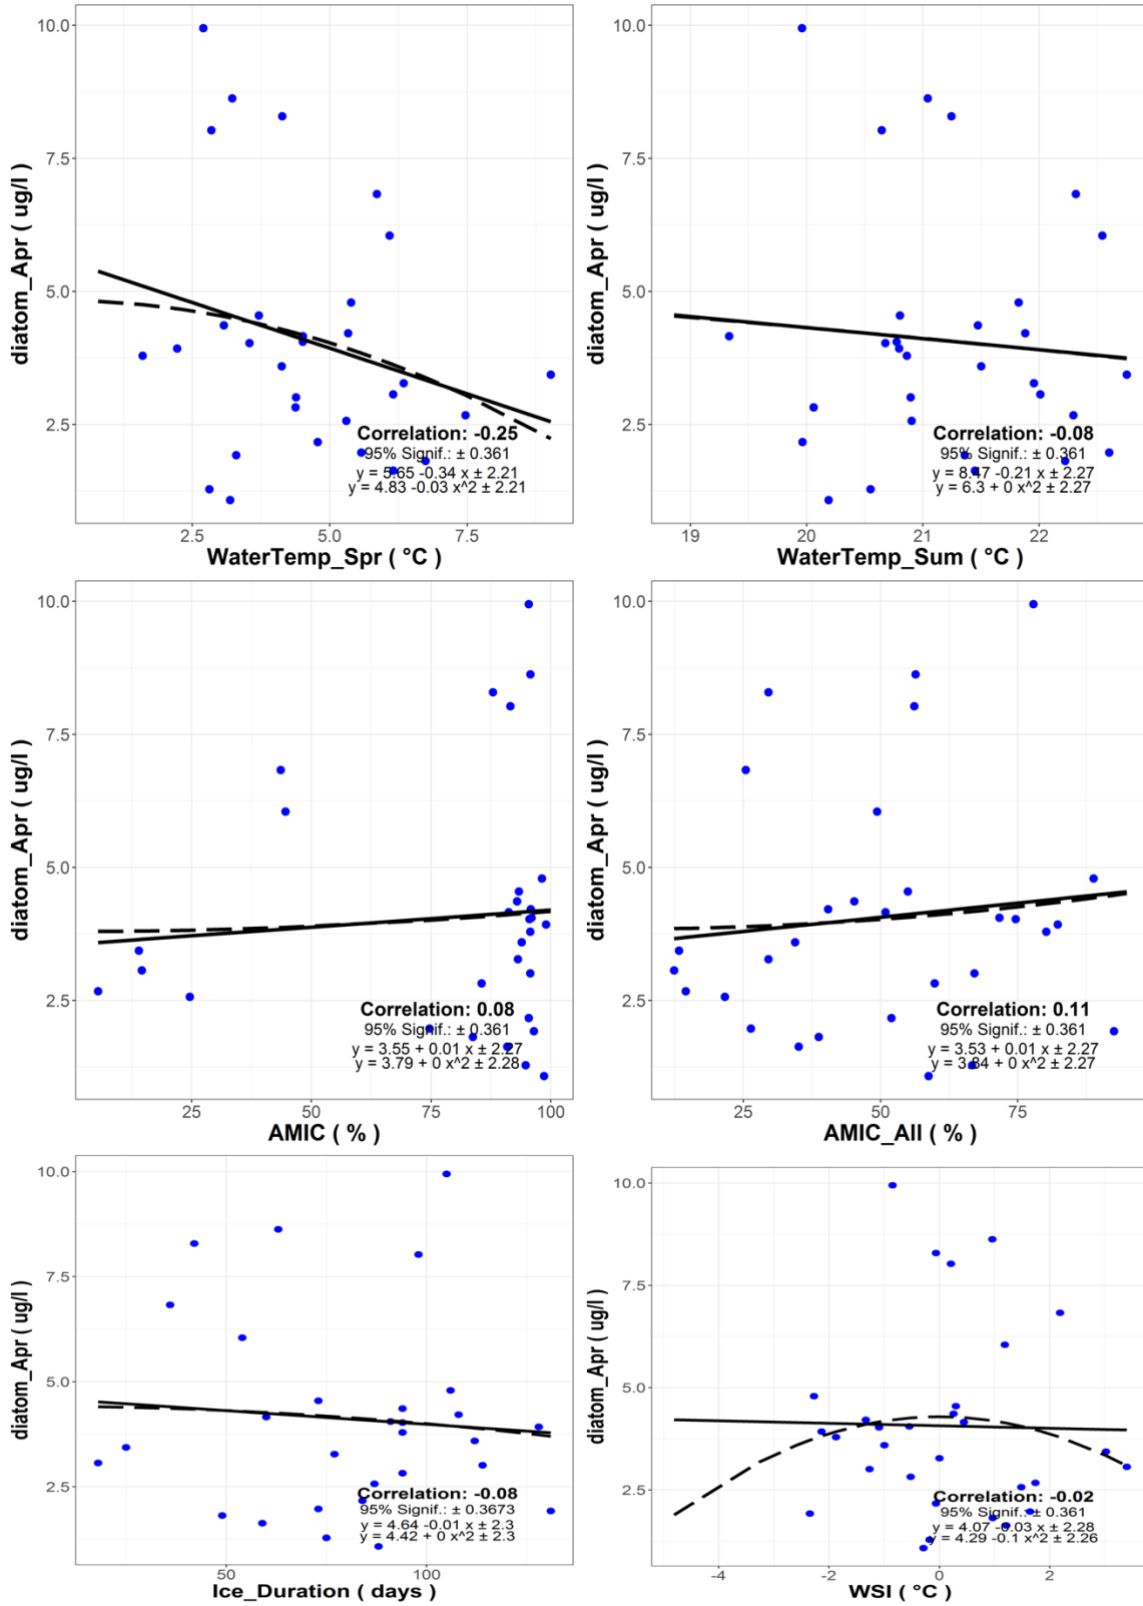 10.0
7.5
5.0
2.5
diatom_Apr ( ug/l )
Correlation: -0.25
95% Signif.: ± 0.361
y = 5.65 -0.34 x ± 2.21
y = 4.83 -0.03 x^2 ± 2.21
2.5 5.0 7.5
WaterTemp_Spr ( °C )
10.0
7.5
5.0
2.5
diatom_Apr ( ug/l )
Correlation: -0.08
95% Signif.: ± 0.361
y = 8.47 -0.21 x ± 2.27
y = 6.3 + 0 x^2 ± 2.27
19 20 21 22
WaterTemp_Sum ( °C )
10.0
7.5
5.0
2.5
diatom_Apr ( ug/l )
Correlation: 0.08
95% Signif.: ± 0.361
y = 3.55 + 0.01 x ± 2.27
y = 3.79 + 0 x^2 ± 2.28
25 50 75 100
AMIC ( % )
10.0
7.5
5.0
2.5
diatom_Apr ( ug/l )
Correlation: 0.11
95% Signif.: ± 0.361
y = 3.53 + 0.01 x ± 2.27
y = 3.84 + 0 x^2 ± 2.27
25 50 75
AMIC_All ( % )
10.0
7.5
5.0
2.5
diatom_Apr ( ug/l )
Correlation: -0.08
95% Signif.: ± 0.3673
y = 4.64 -0.01 x ± 2.3
y = 4.42 + 0 x^2 ± 2.3
50 100
Ice_Duration ( days )
10.0
7.5
5.0
2.5
diatom_Apr ( ug/l )
Correlation: -0.02
95% Signif.: ± 0.361
y = 4.07 -0.03 x ± 2.28
y = 4.29 -0.1 x^2 ± 2.26
-4 -2 0 2
WSI ( °C )